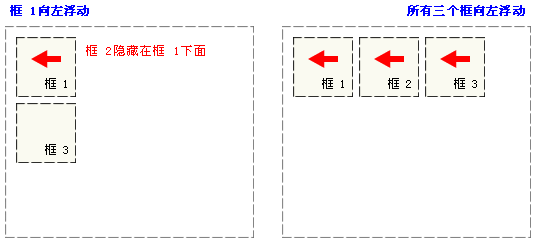 框 1向左浮动
所有三个框向左浮动
框 2隐藏在框 1下面
框 1
框 3
框 1
框 2
框 3